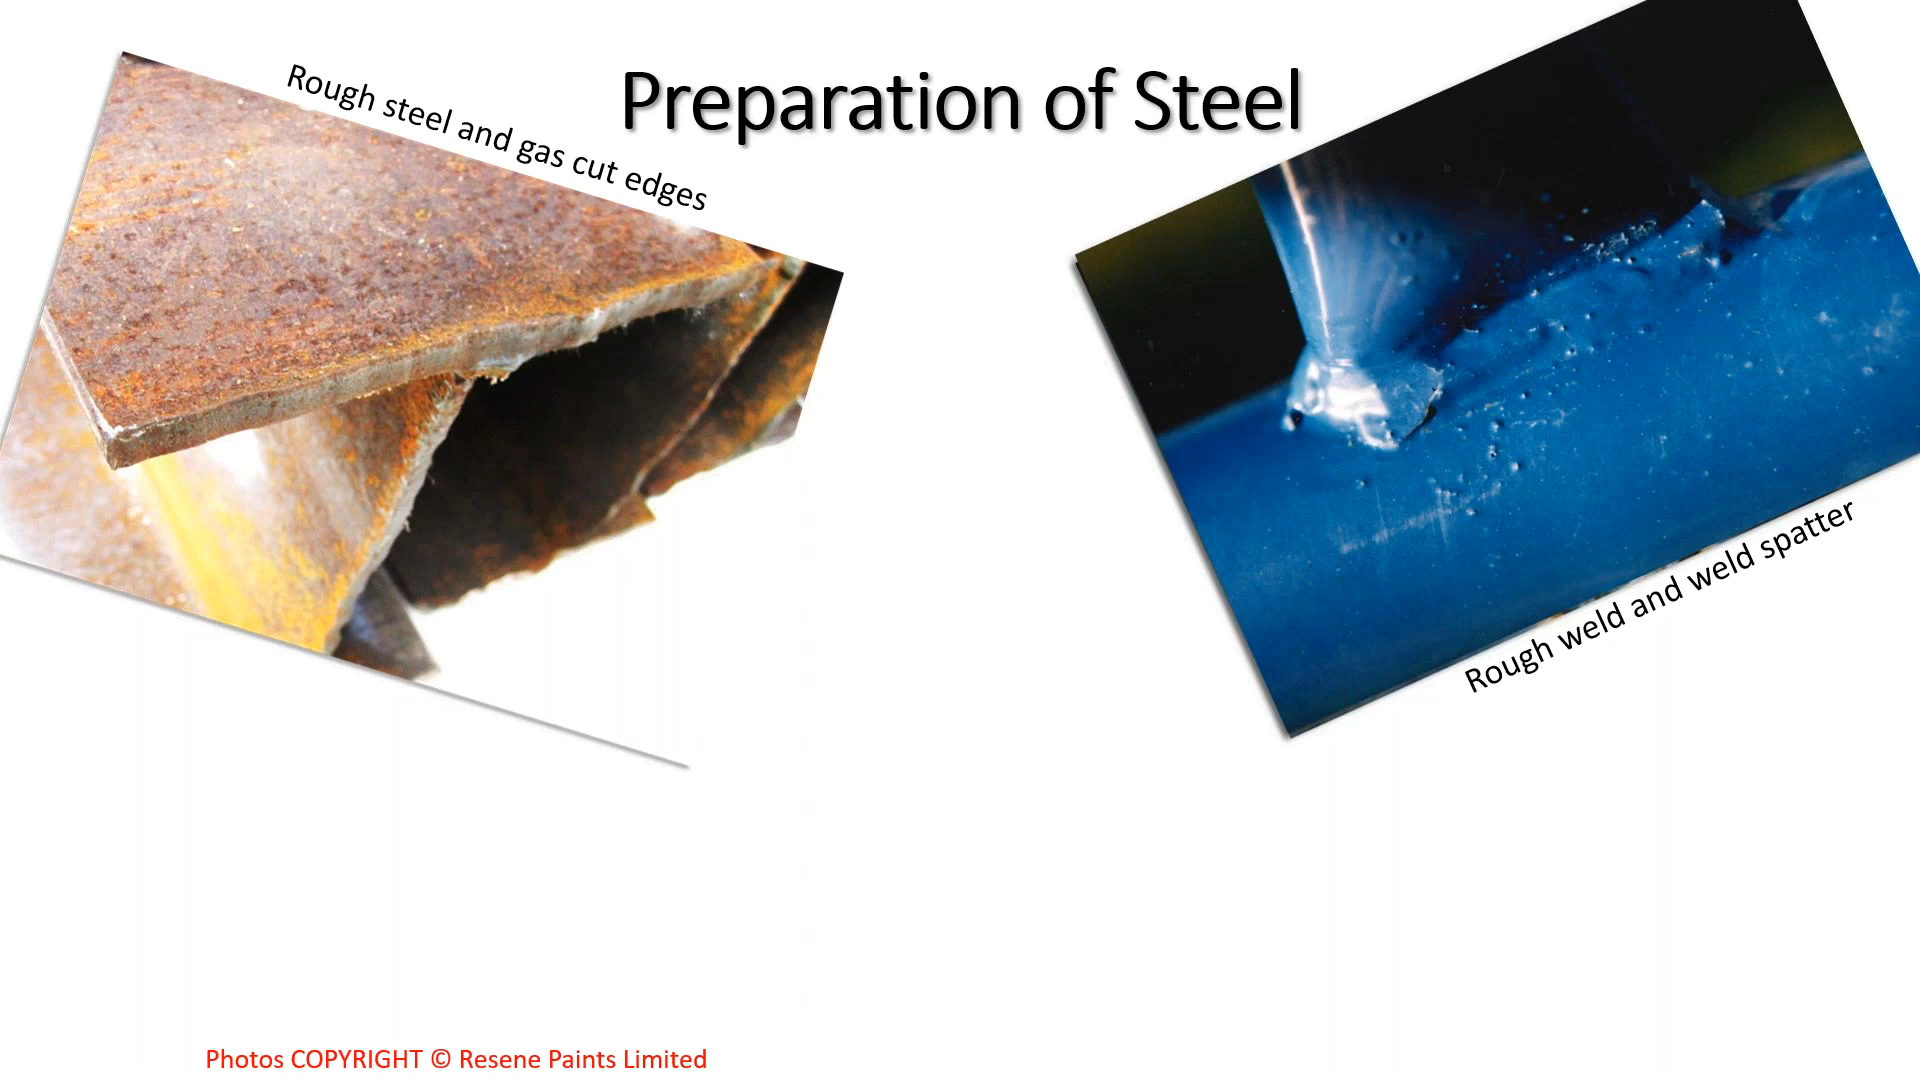 Preparation of Steel
Rough steel and gas cut edges
Rough weld and weld spatter
Photos COPYRIGHT © Resene Paints Limited